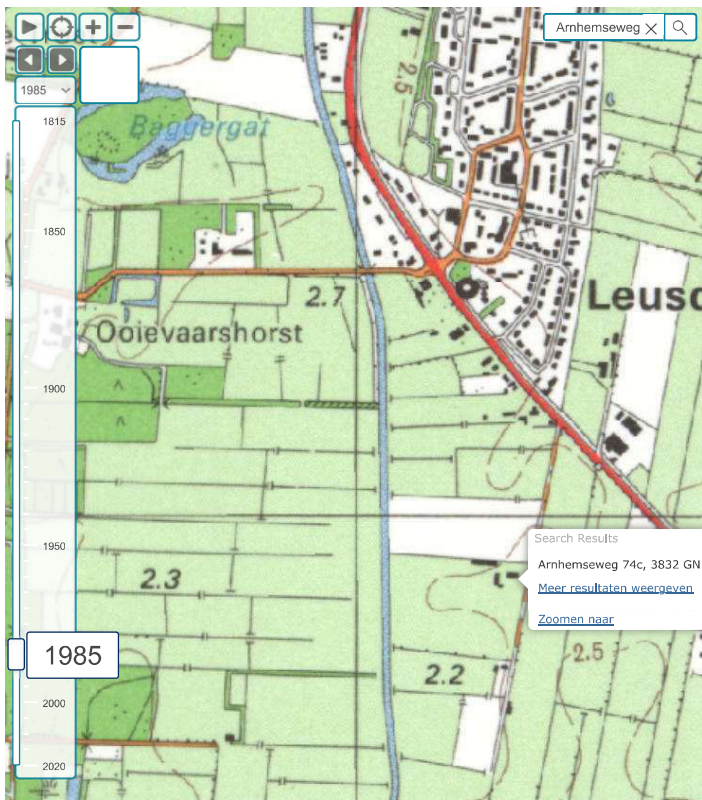 Arnhemseweg
1985
1815
1850
1900
1950
1985
2000
2020
Baggergat
2.5
2.7
Leusd
Ooievaarshorst
2.3
2.2
2.5
Search Results
Arnhemseweg 74c, 3832 GN
Meer resultaten weergeven
Zoomen naar